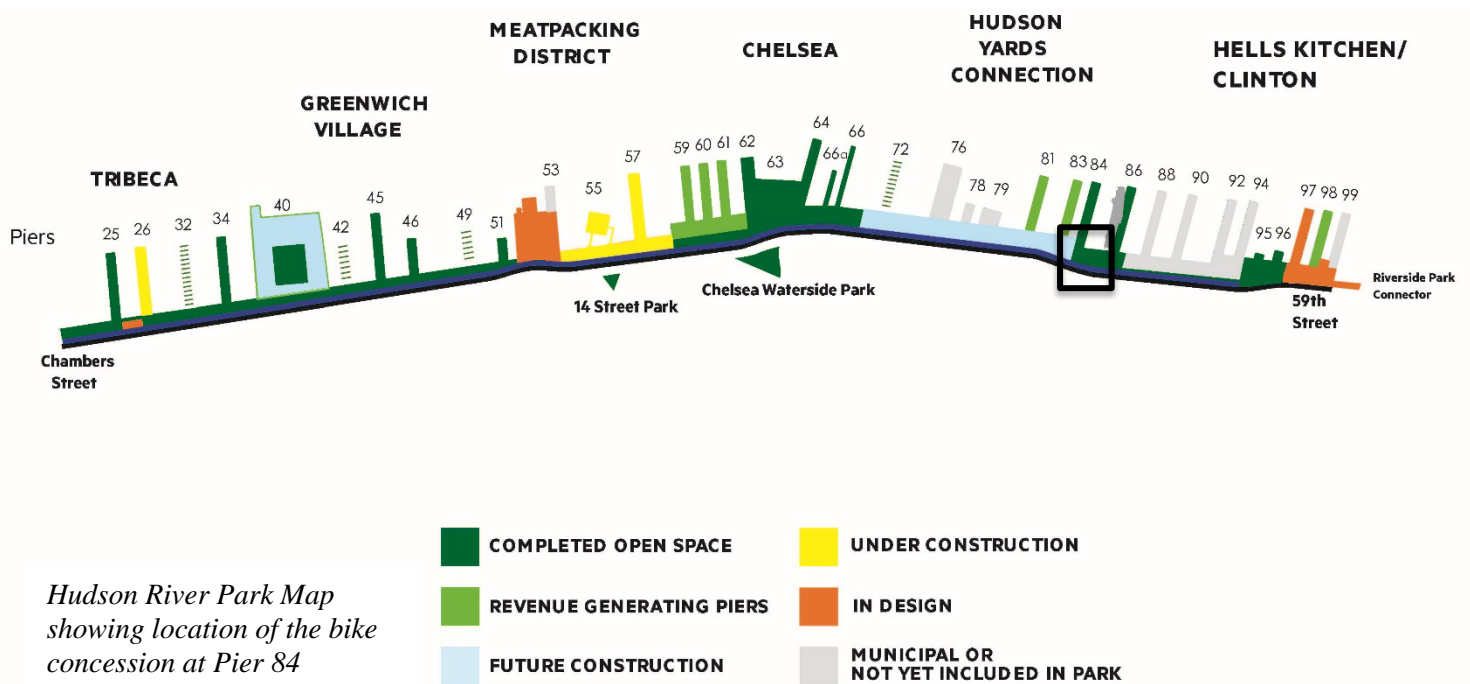 MEATPACKING
DISTRICT
CHELSEA
HUDSON
YARDS
CONNECTION
HELLS KITCHEN/
CLINTON
GREENWICH
VILLAGE
TRIBECA
Piers
25
26
32
34
40
42
45
46
49
51
53
55
57
59
60
61
62
63
64
66a
66
72
76
78
79
81
83
84
86
88
90
92
94
95
96
97
98
99
14 Street Park
Chelsea Waterside Park
Riverside Park
Connector
59th
Street
Chambers
Street
Hudson River Park Map
showing location of the bike
concession at Pier 84
COMPLETED OPEN SPACE
REVENUE GENERATING PIERS
FUTURE CONSTRUCTION
UNDER CONSTRUCTION
IN DESIGN
MUNICIPAL OR
NOT YET INCLUDED IN PARK